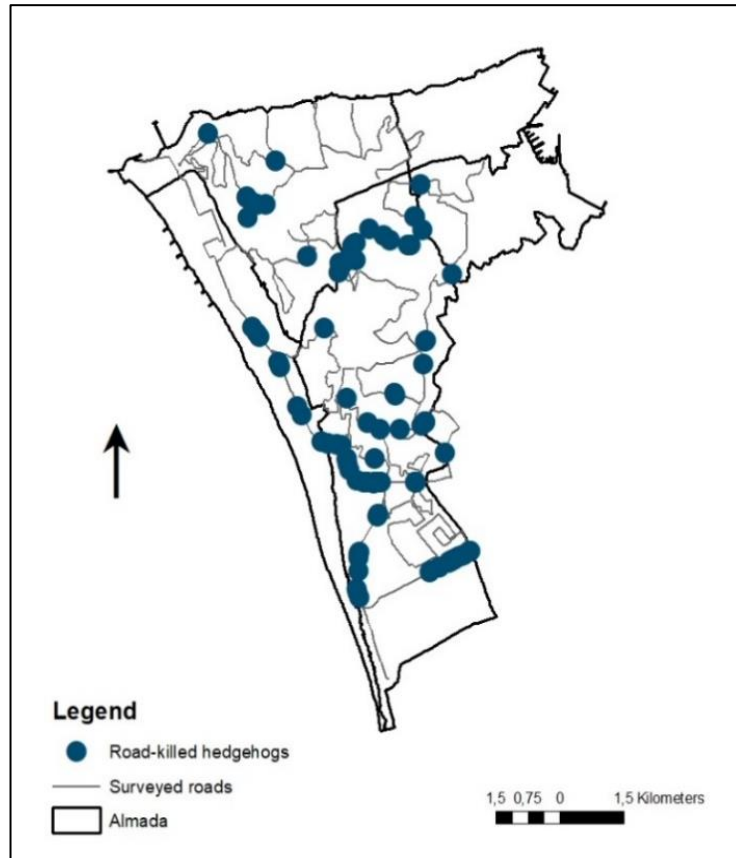 Legend
Road-killed hedgehogs
Surveyed roads
Almada
1,5 0,75 0 1,5 Kilometers